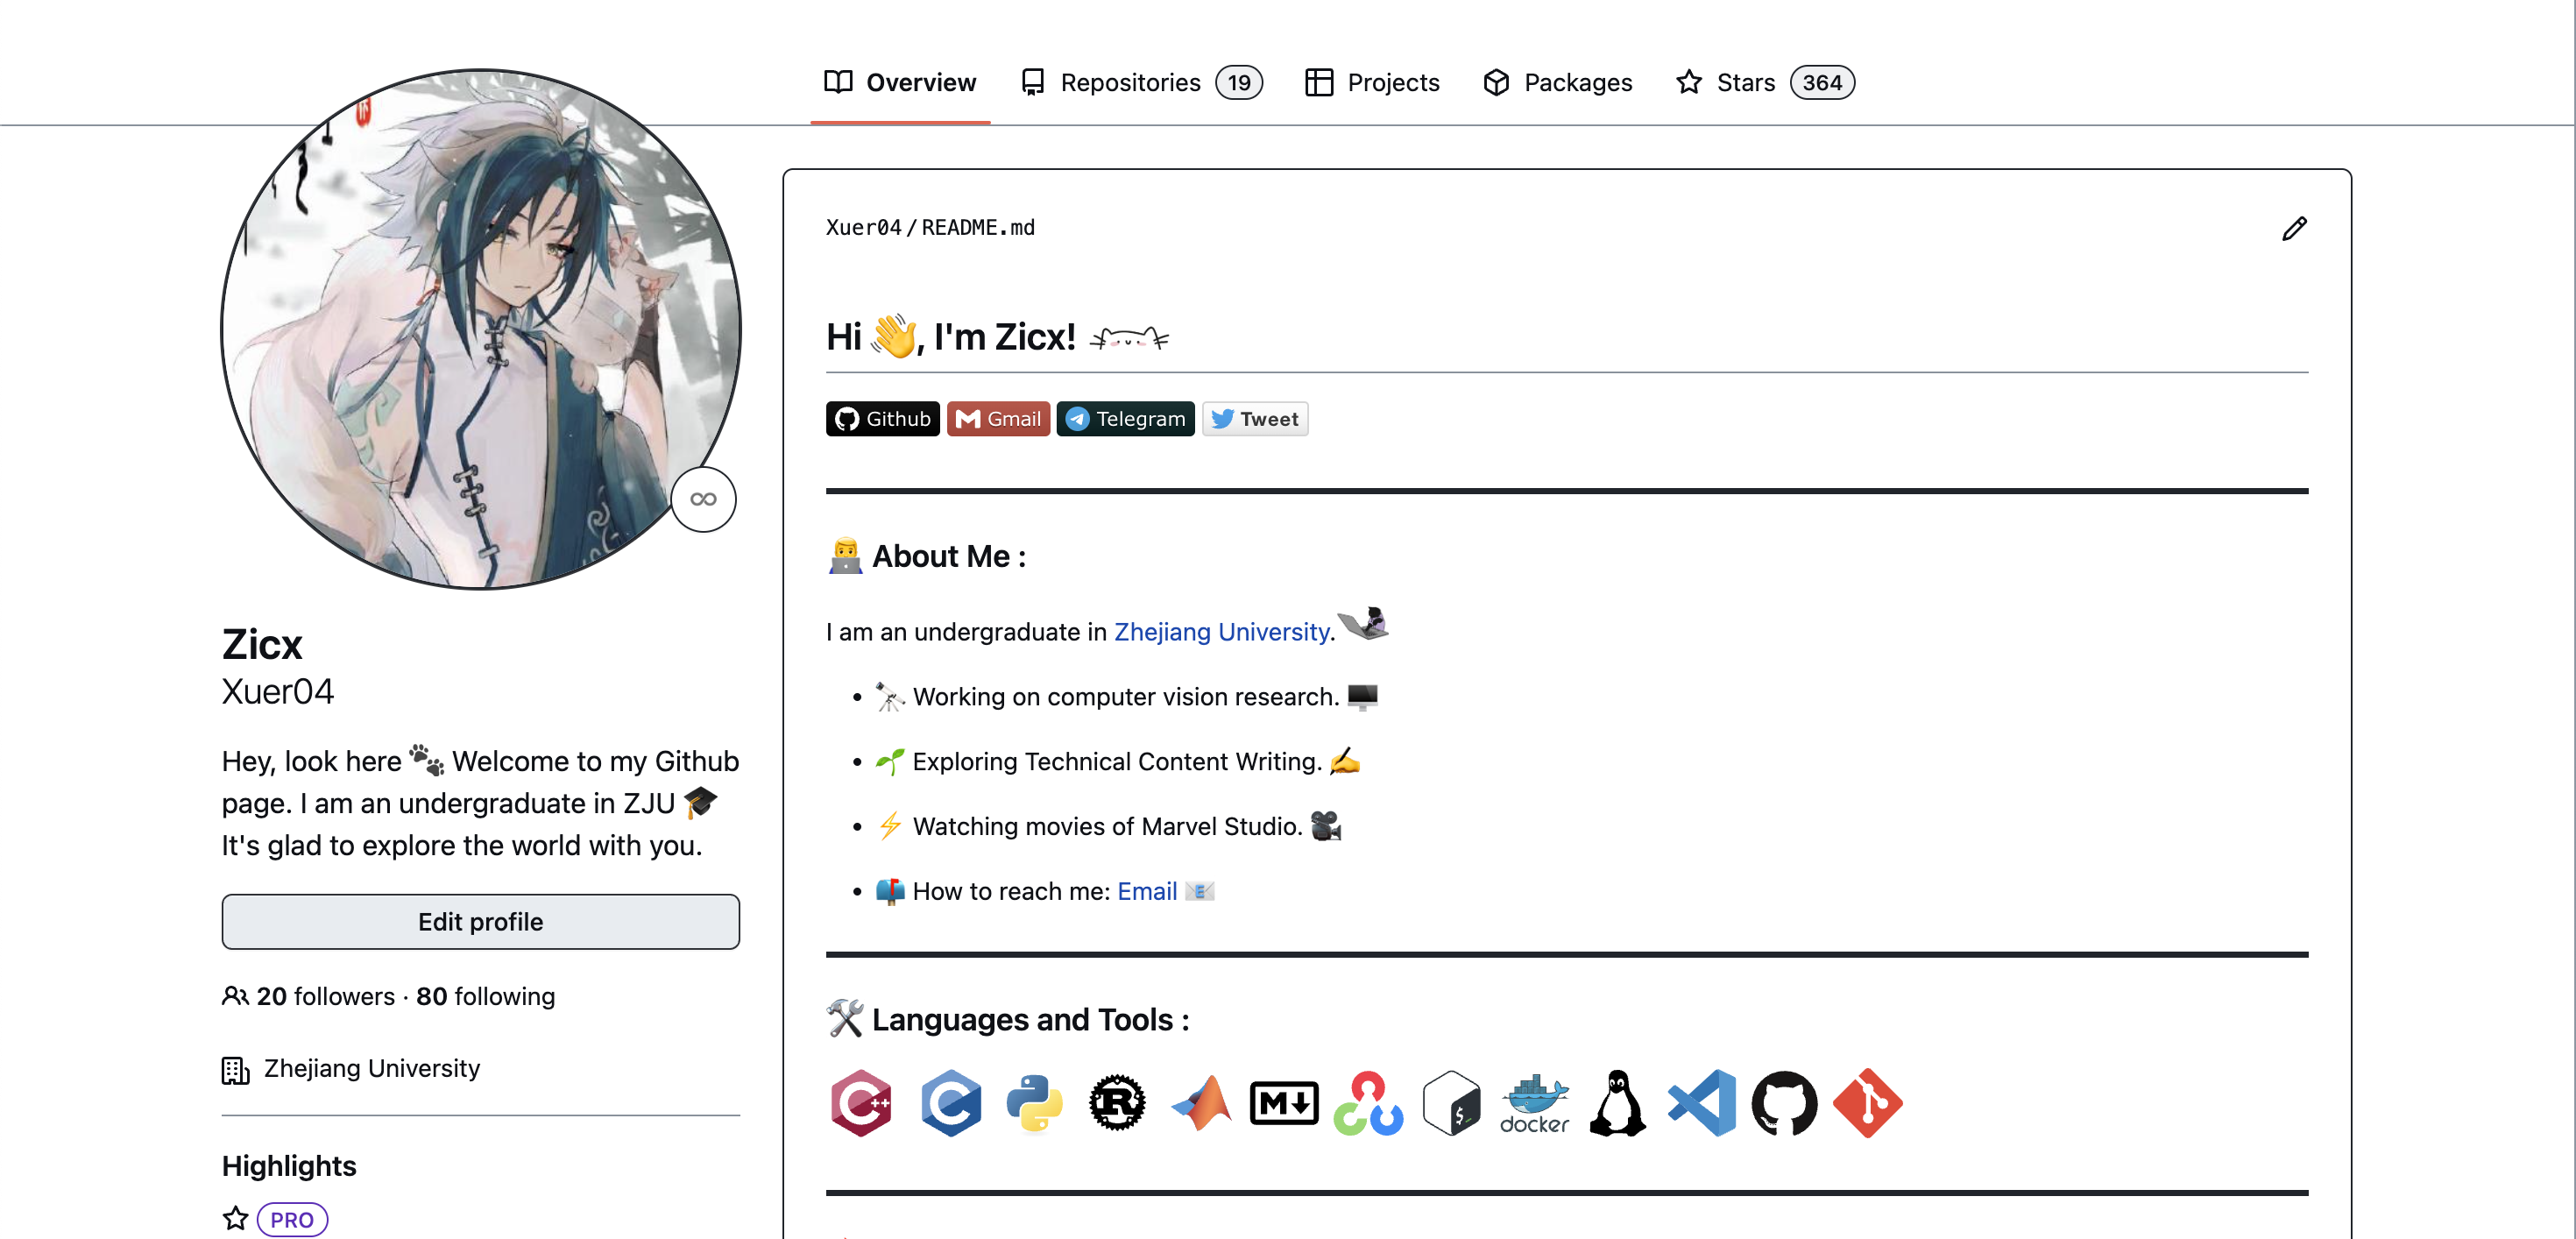 Overview Repositories 19 Projects Packages Stars 364
Xuer04/README.md
Hi 👋, I'm Zicx!
Github Gmail Telegram Tweet
👨‍💻 About Me :
I am an undergraduate in Zhejiang University.
• 🔭 Working on computer vision research. 🖥️
• 🌱 Exploring Technical Content Writing. ✍️
• ⚡ Watching movies of Marvel Studio. 🎥
• 📫 How to reach me: Email 📧
🛠️ Languages and Tools :
C++ C R M $_ docker
Zicx
Xuer04
Hey, look here 🐾 Welcome to my Github
page. I am an undergraduate in ZJU 🎓
It's glad to explore the world with you.
Edit profile
20 followers · 80 following
Zhejiang University
Highlights
PRO